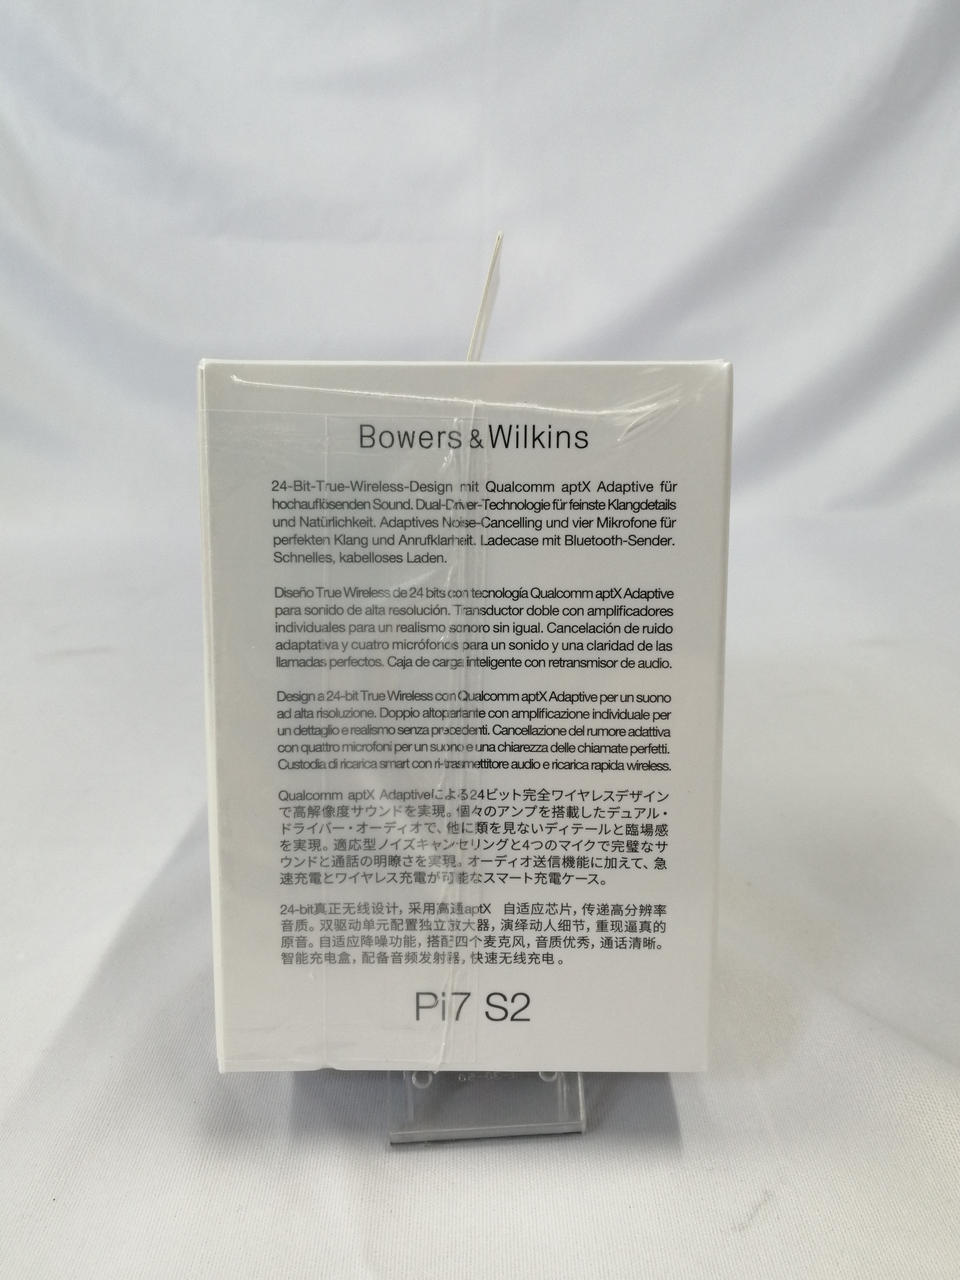 Bowers & Wilkins
24-Bit-True-Wireless-Design mit Qualcomm aptX Adaptive für
hochauflösenden Sound. Dual-Driver-Technologie für feinste Klangdetails
und Natürlichkeit. Adaptives Noise-Cancelling und vier Mikrofone für
perfekten Klang und Anrufklarheit. Ladecase mit Bluetooth-Sender.
Schnelles, kabelloses Laden.
Diseño True Wireless de 24 bits con tecnología Qualcomm aptX Adaptive
para sonido de alta resolución. Transductor doble con amplificadores
individuales para un realismo sonoro sin igual. Cancelación de ruido
adaptativa y cuatro micrófonos para un sonido y una claridad de las
llamadas perfectos. Caja de carga inteligente con retransmisor de audio.
Design a 24-bit True Wireless con Qualcomm aptX Adaptive per un suono
ad alta risoluzione. Doppio altoparlante con amplificazione individuale per
un dettaglio e realismo senza precedenti. Cancellazione del rumore adattiva
con quattro microfoni per un suono e una chiarezza delle chiamate perfetti.
Custodia di ricarica smart con ri-trasmettitore audio e ricarica rapida wireless.
Qualcomm aptX Adaptiveによる24ビット完全ワイヤレスデザイン
で高解像度サウンドを実現。個々のアンプを搭載したデュアル・
ドライバー・オーディオで、他に類を見ないディテールと臨場感
を実現。適応型ノイズキャンセリングと4つのマイクで完璧なサ
ウンドと通話の明瞭さを実現。オーディオ送信機能に加えて、急
速充電とワイヤレス充電が可能なスマート充電ケース。
24-bit真正无线设计，采用高通aptX 自适应芯片，传递高分辨率
音质。双驱动单元配置独立放大器，演绎动人细节，重现逼真的
原音。自适应降噪功能，搭配四个麦克风，音质优秀，通话清晰。
智能充电盒，配备音频发射器，快速无线充电。
Pi7 S2